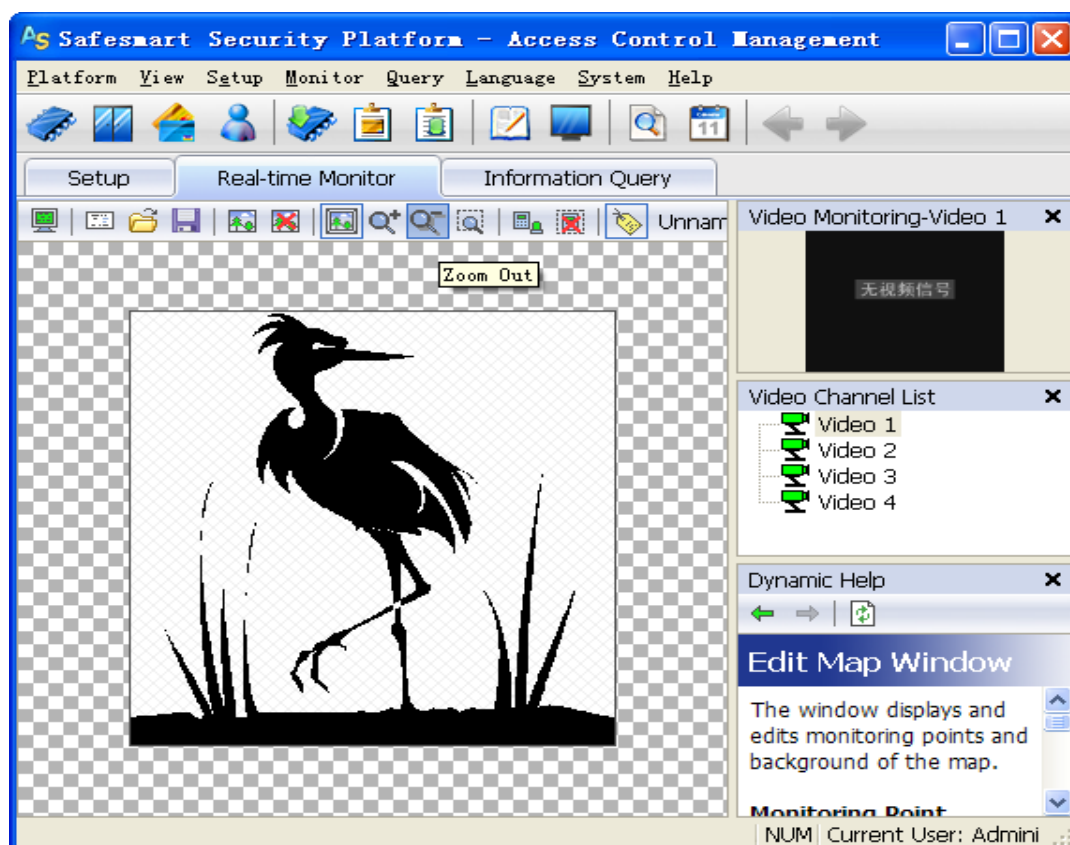 AS Safesmart Security Platform - Access Control Management
Platform View Setup Monitor Query Language System Help
11
Setup Real-time Monitor Information Query
Unnam
Zoom Out
Video Monitoring-Video 1
无视频信号
Video Channel List
Video 1
Video 2
Video 3
Video 4
Dynamic Help
Edit Map Window
The window displays and
edits monitoring points and
background of the map.
Monitoring Point
NUM Current User: Admini